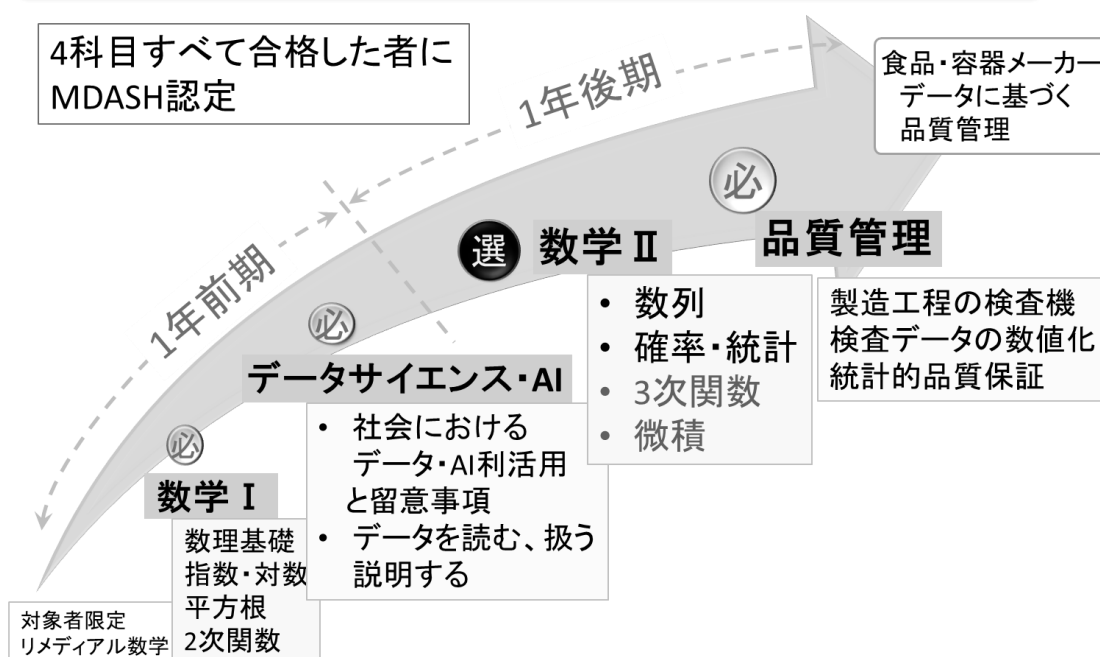 4科目すべて合格した者に
MDASH認定
1年前期
1年後期
食品・容器メーカー
データに基づく
品質管理
必
数学Ⅰ
数理基礎
指数・対数
平方根
2次関数
対象者限定
リメディアル数学
必
データサイエンス・AI
• 社会における
データ・AI利活用
と留意事項
• データを読む、扱う
説明する
選
数学Ⅱ
• 数列
• 確率・統計
• 3次関数
• 微積
必
品質管理
製造工程の検査機
検査データの数値化
統計的品質保証